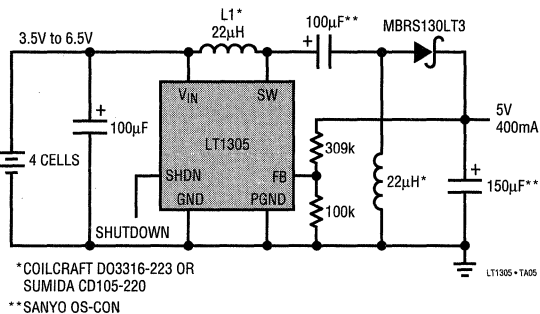 L1*
22µH
100µF**
MBRS130LT3
3.5V to 6.5V
+
VIN
SW
+
100µF
LT1305
309k
5V
400mA
4 CELLS
SHDN
FB
22µH*
+
150µF**
GND
PGND
100k
SHUTDOWN
*COILCRAFT DO3316-223 OR
SUMIDA CD105-220
**SANYO OS-CON
LT1305 • TA05
+